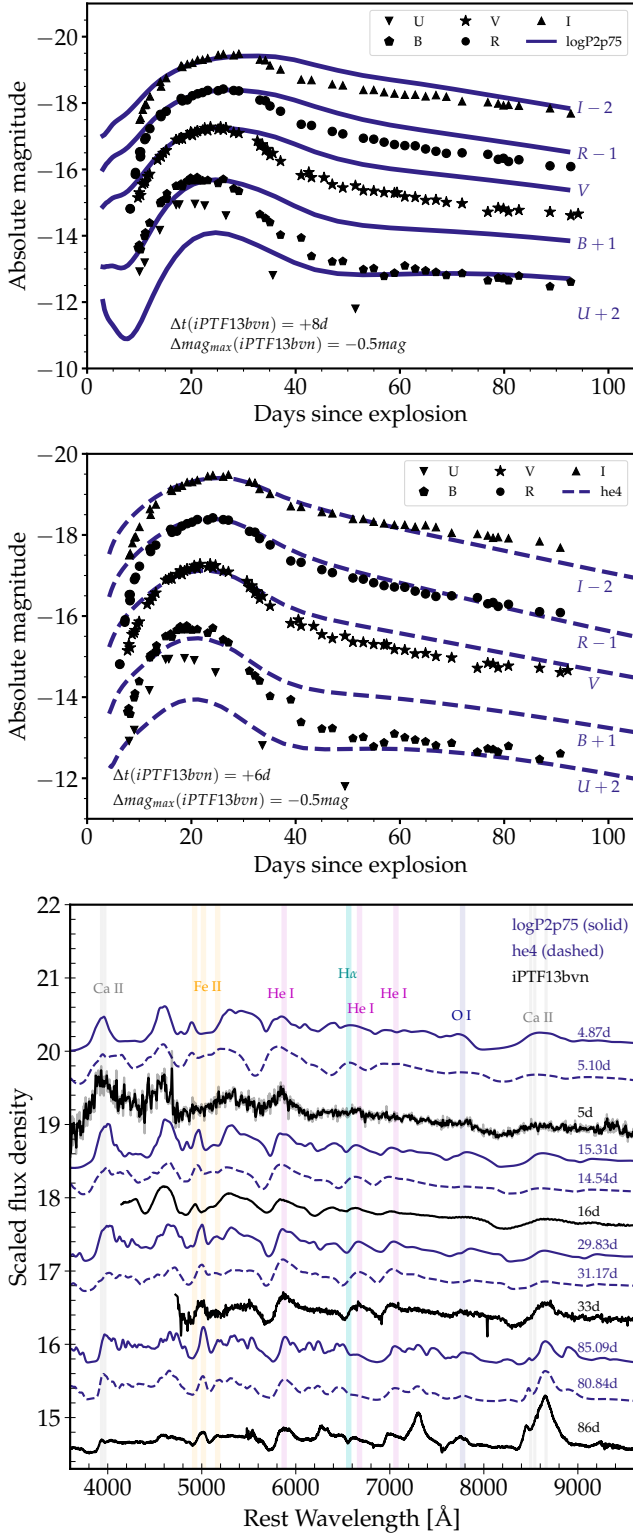 U V I
B R logP2p75
−20
−18
−16
−14
−12
−10
Absolute magnitude
I − 2
R − 1
V
B + 1
U + 2
Δt(iPTF13bvn) = +8d
Δmag_max(iPTF13bvn) = −0.5mag
0 20 40 60 80 100
Days since explosion
U V I
B R he4
−20
−18
−16
−14
−12
Absolute magnitude
I − 2
R − 1
V
B + 1
U + 2
Δt(iPTF13bvn) = +6d
Δmag_max(iPTF13bvn) = −0.5mag
0 20 40 60 80 100
Days since explosion
22
21
20
19
18
17
16
15
Scaled flux density
logP2p75 (solid)
he4 (dashed)
iPTF13bvn
Ca II
Fe II
He I
Hα
He I
He I
O I
Ca II
4.87d
5.10d
5d
15.31d
14.54d
16d
29.83d
31.17d
33d
85.09d
80.84d
86d
4000 5000 6000 7000 8000 9000
Rest Wavelength [Å]